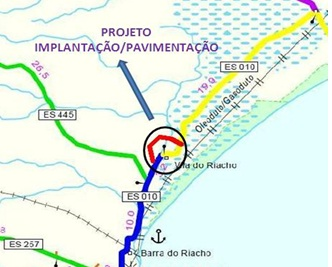 PROJETO
IMPLANTAÇÃO/PAVIMENTAÇÃO
26,5
ES 010
19,0
Oleoduto/Gasoduto
ES 445
Vila do Riacho
ES 010
10,0
ES 257
Barra do Riacho